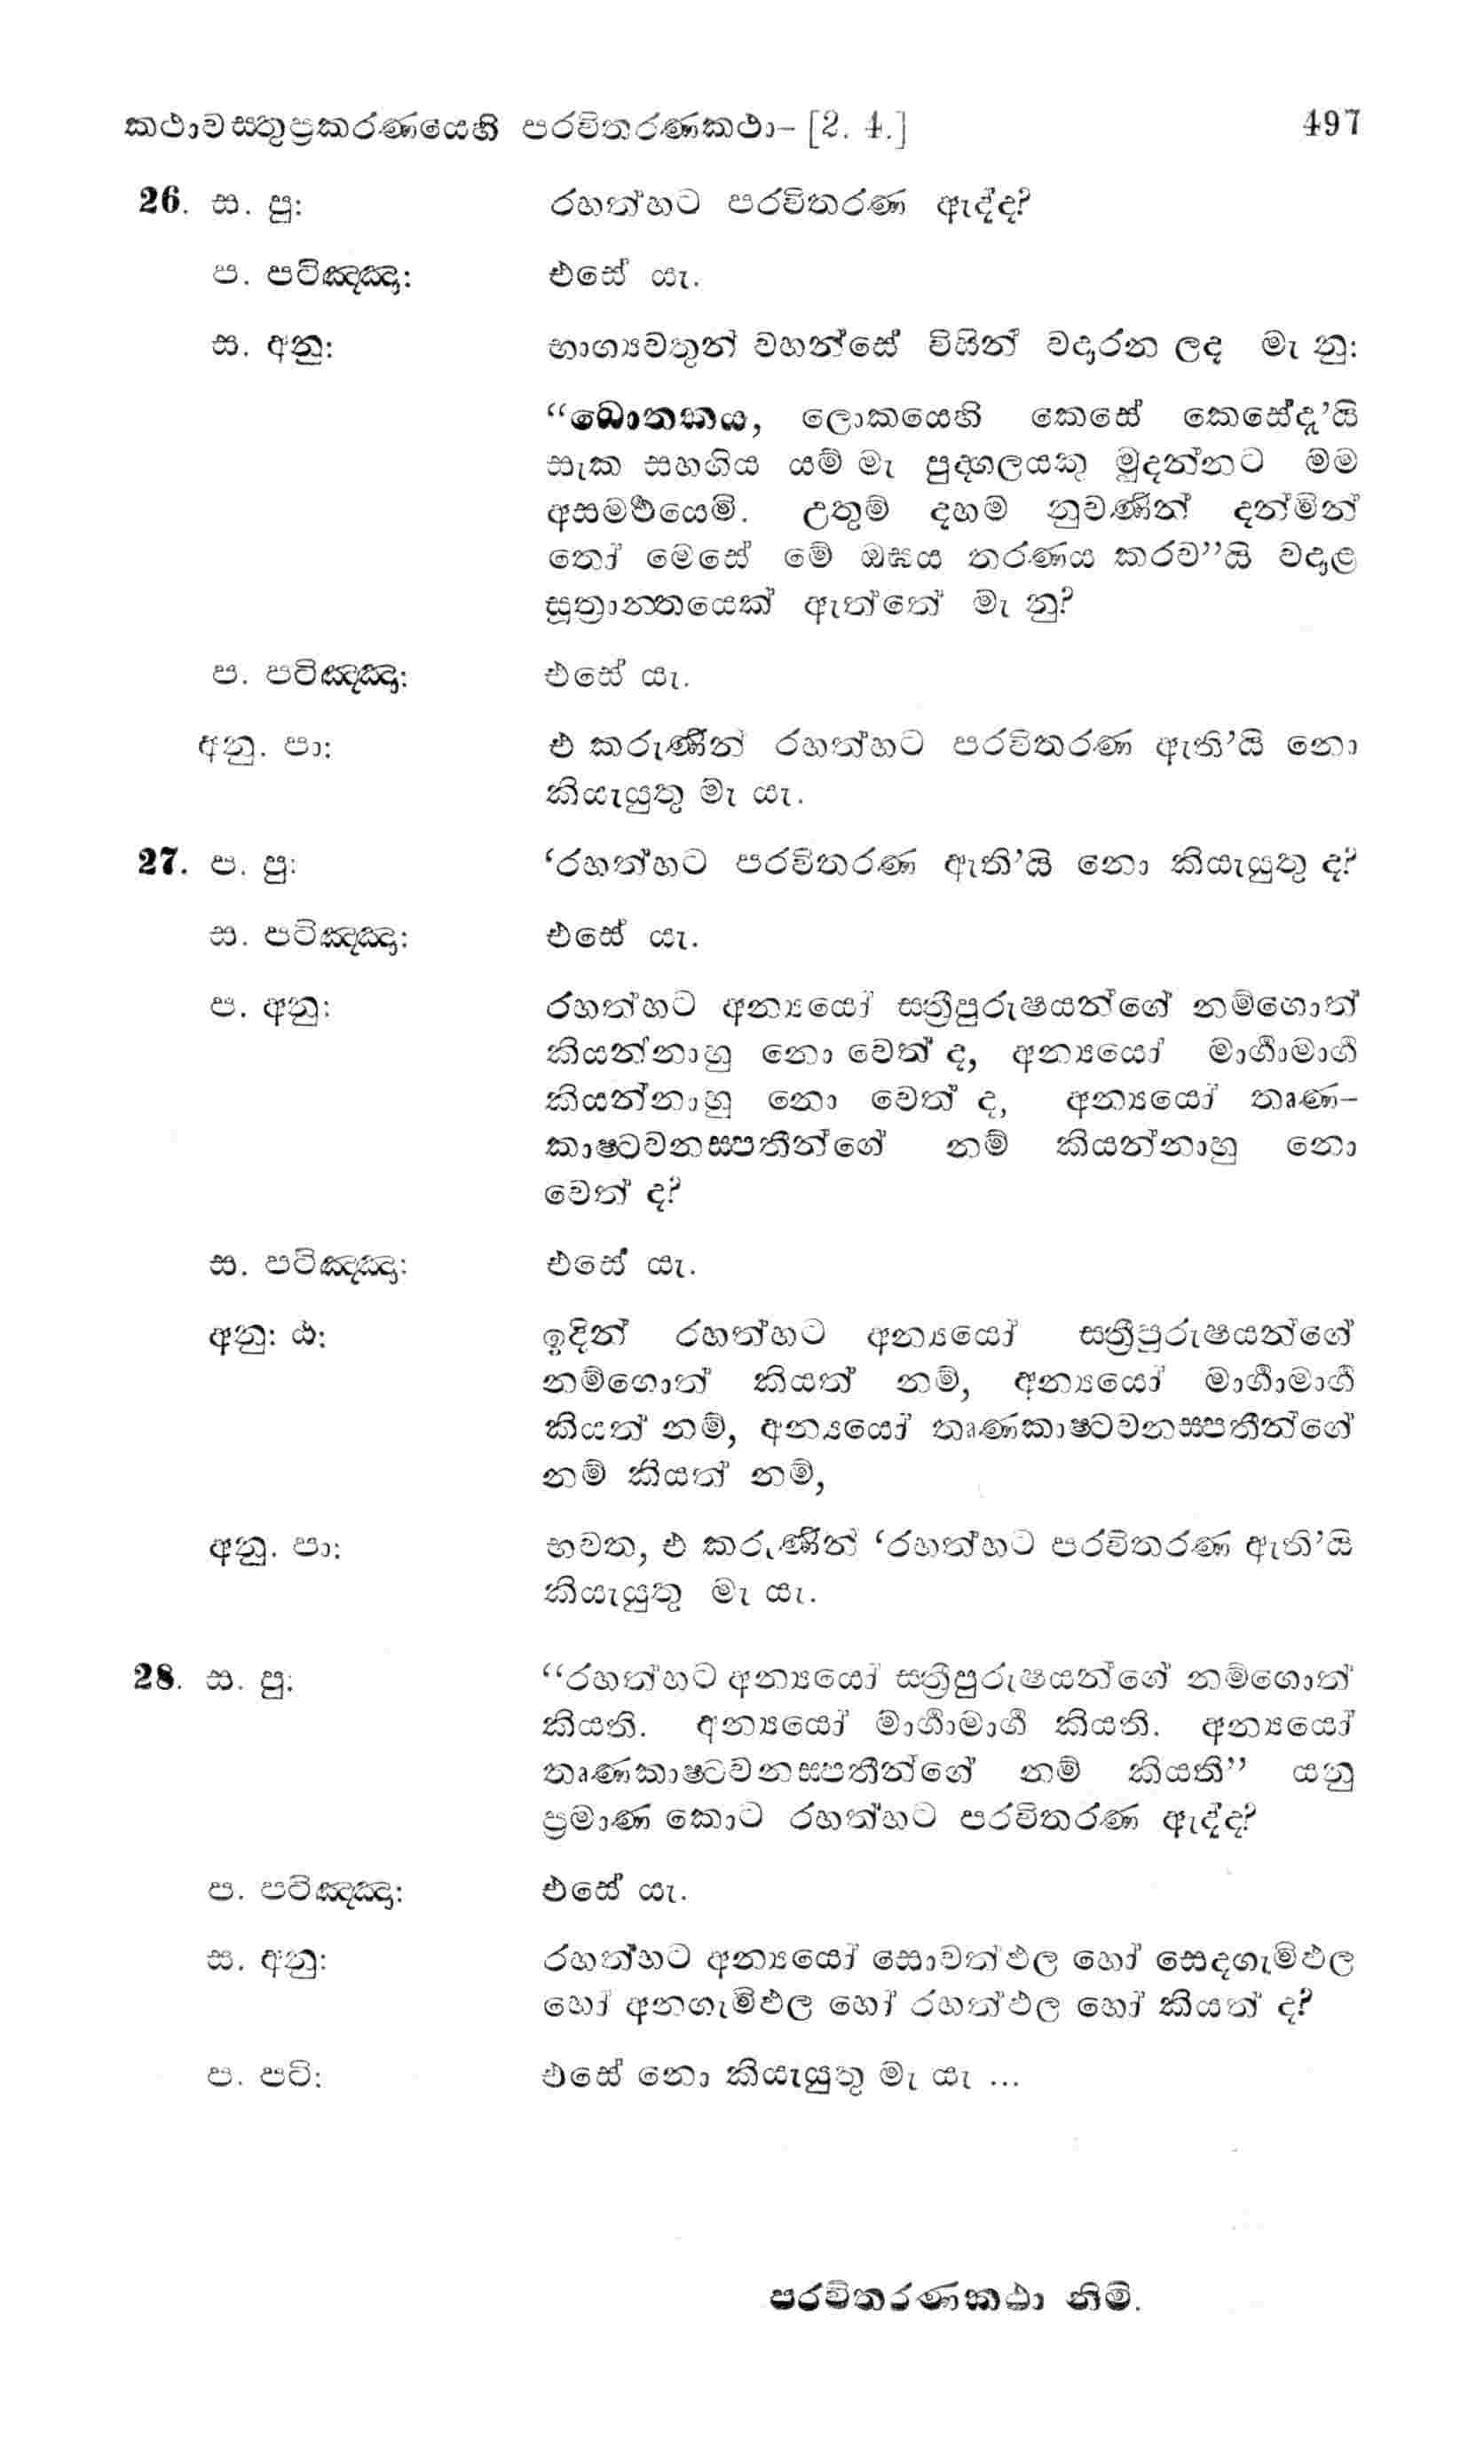 කථාවස්තුප්‍රකරණයෙහි පරවිතරණකථා– [2. 4.] 497
26. ස. පු: රහත්හට පරවිතරණ ඇද්ද?
ප. පටිඤ්ඤා: එසේ යැ.
ස. අනු: භාග්‍යවතුන් වහන්සේ විසින් වදාරන ලද මැ නු:
“ධොතකය, ලොකයෙහි කෙසේ කෙසේදැ’යි
සැක සහගිය යම් මැ පුද්ගලයකු මුදන්නට මම
අසමර්ථයෙමි. උතුම් දහම් නුවණින් දන්මින්
තෝ මෙසේ මේ ඔඝය තරණය කරව”යි වදාළ
සූත්‍රාන්තයෙක් ඇත්තේ මැ නු?
ප. පටිඤ්ඤා: එසේ යැ.
අනු. පා: එ කරුණින් රහත්හට පරවිතරණ ඇති’යි නො
කියැයුතු මැ යැ.
27. ප. පු: ‘රහත්හට පරවිතරණ ඇති’යි නො කියැයුතු ද?
ස. පටිඤ්ඤා: එසේ යැ.
ප. අනු: රහත්හට අන්‍යයෝ ස්ත්‍රීපුරුෂයන්ගේ නම්ගොත්
කියන්නාහු නො වෙත් ද, අන්‍යයෝ මාර්ගාමාර්ග
කියන්නාහු නො වෙත් ද, අන්‍යයෝ තෘණ–
කාෂ්ටවනස්පතීන්ගේ නම් කියන්නාහු නො
වෙත් ද?
ස. පටිඤ්ඤා: එසේ යැ.
අනු: ඨ: ඉදින් රහත්හට අන්‍යයෝ ස්ත්‍රීපුරුෂයන්ගේ
නම්ගොත් කියත් නම්, අන්‍යයෝ මාර්ගාමාර්ග
කියත් නම්, අන්‍යයෝ තෘණකාෂ්ටවනස්පතීන්ගේ
නම් කියත් නම්,
අනු. පා: භවත, එ කරුණින් ‘රහත්හට පරවිතරණ ඇති’යි
කියැයුතු මැ යැ.
28. ස. පු: “රහත්හට අන්‍යයෝ ස්ත්‍රීපුරුෂයන්ගේ නම්ගොත්
කියති. අන්‍යයෝ මාර්ගාමාර්ග කියති. අන්‍යයෝ
තෘණකාෂ්ටවනස්පතීන්ගේ නම් කියති” යනු
ප්‍රමාණ කොට රහත්හට පරවිතරණ ඇද්ද?
ප. පටිඤ්ඤා: එසේ යැ.
ස. අනු: රහත්හට අන්‍යයෝ සොවත්ඵල හෝ සෙදගැමිඵල
හෝ අනගැමිඵල හෝ රහත්ඵල හෝ කියත් ද?
ප. පටි: එසේ නො කියැයුතු මැ යැ ...
පරවිතරණකථා නිමි.